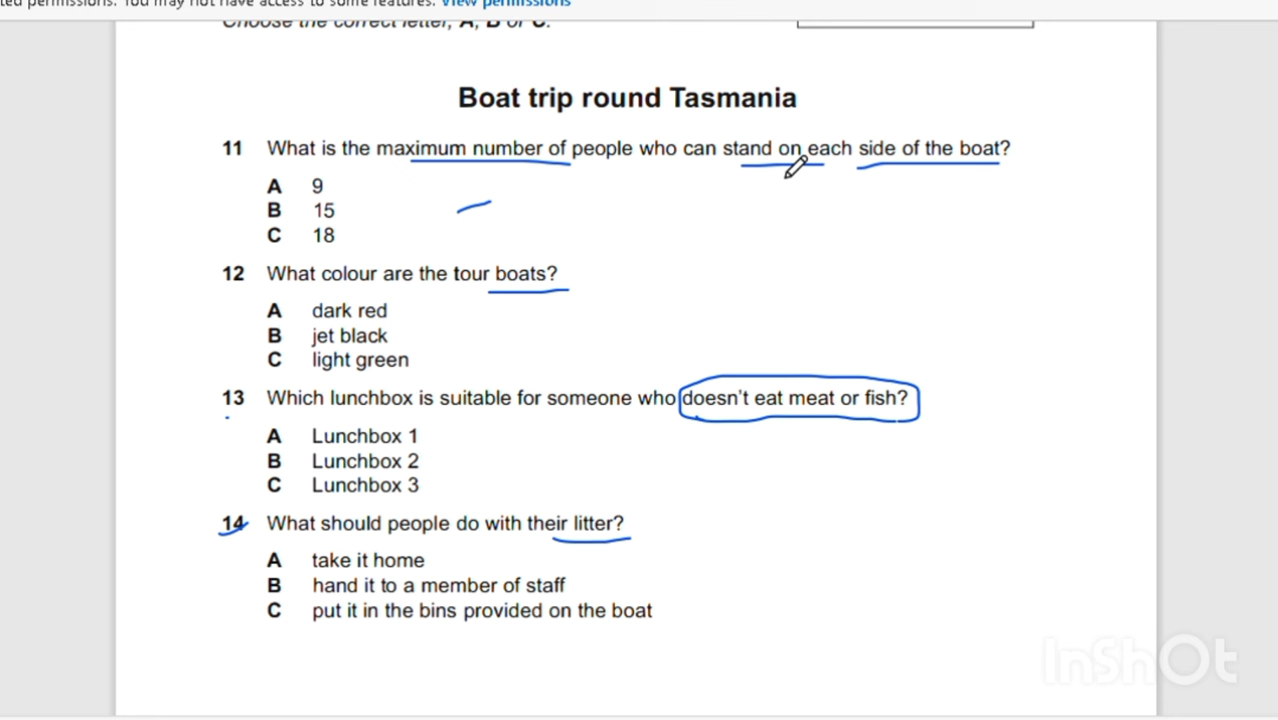 ted permissions. You may not have access to some features. View permissions
Choose the correct letter, A, B or C.
Boat trip round Tasmania
11 What is the maximum number of people who can stand on each side of the boat?
A 9
B 15
C 18
12 What colour are the tour boats?
A dark red
B jet black
C light green
13 Which lunchbox is suitable for someone who doesn't eat meat or fish?
A Lunchbox 1
B Lunchbox 2
C Lunchbox 3
14 What should people do with their litter?
A take it home
B hand it to a member of staff
C put it in the bins provided on the boat
InShOt